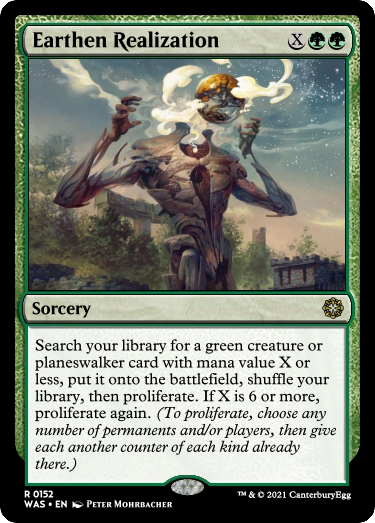 Earthen Realization X
Sorcery
Search your library for a green creature or
planeswalker card with mana value X or
less, put it onto the battlefield, shuffle your
library, then proliferate. If X is 6 or more,
proliferate again. (To proliferate, choose any
number of permanents and/or players, then give
each another counter of each kind already
there.)
R 0152
WAS • EN Peter Mohrbacher
™ & © 2021 CanterburyEgg